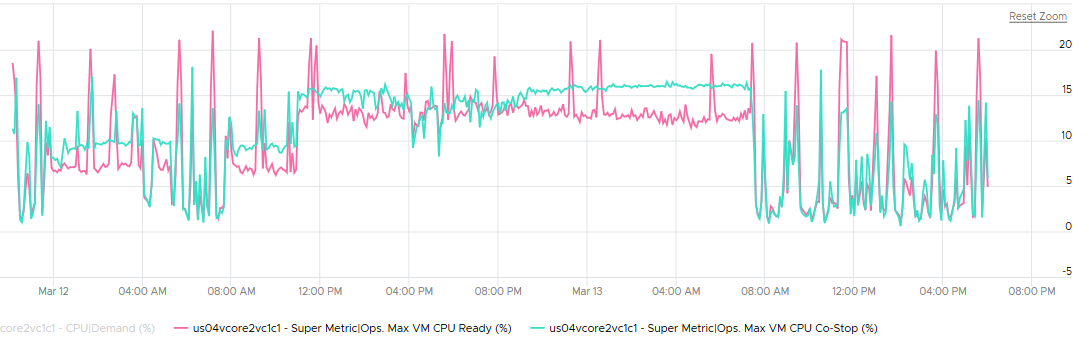 Reset Zoom
20
15
10
5
0
-5
Mar 12 04:00 AM 08:00 AM 12:00 PM 04:00 PM 08:00 PM Mar 13 04:00 AM 08:00 AM 12:00 PM 04:00 PM 08:00 PM
core2vc1c1 - CPU|Demand (%) us04vcore2vc1c1 - Super Metric|Ops. Max VM CPU Ready (%) us04vcore2vc1c1 - Super Metric|Ops. Max VM CPU Co-Stop (%)